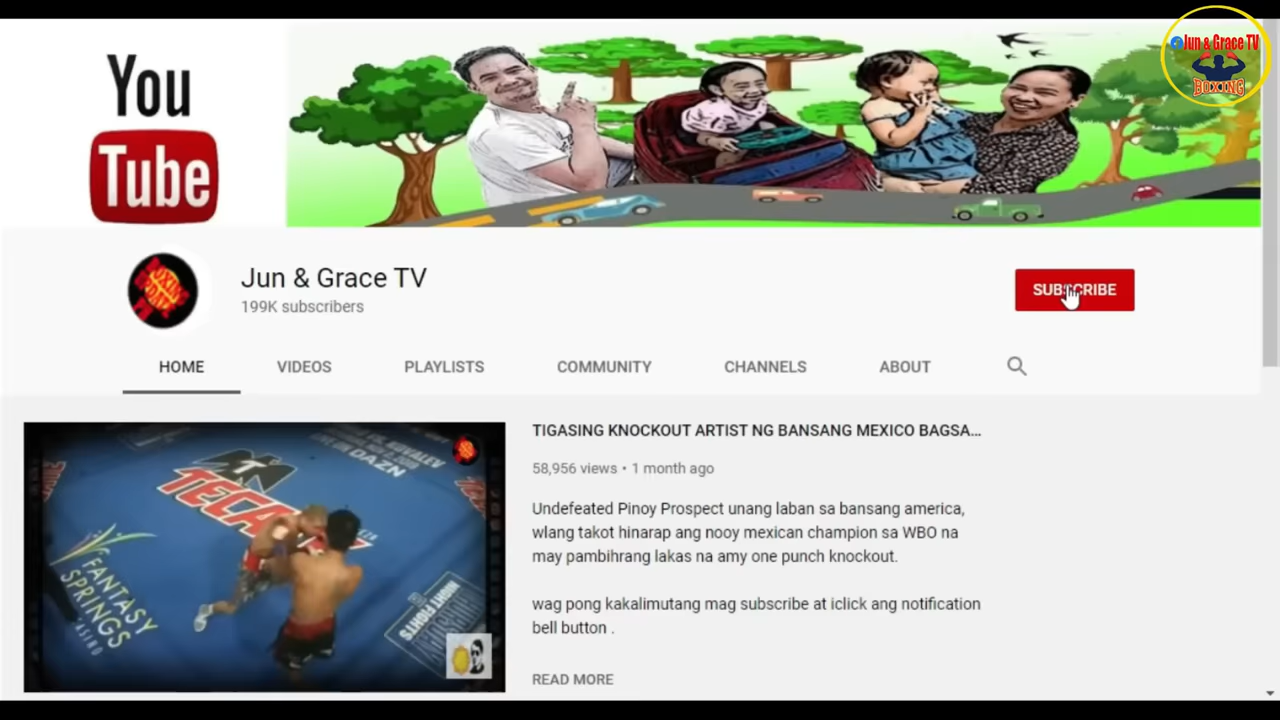 You
Tube
Jun & Grace TV
BOXING
Jun & Grace TV
199K subscribers
SUBSCRIBE
HOME
VIDEOS
PLAYLISTS
COMMUNITY
CHANNELS
ABOUT
TIGASING KNOCKOUT ARTIST NG BANSANG MEXICO BAGSA...
58,956 views • 1 month ago
Undefeated Pinoy Prospect unang laban sa bansang america,
wlang takot hinarap ang nooy mexican champion sa WBO na
may pambihrang lakas na amy one punch knockout.
wag pong kakalimutang mag subscribe at iclick ang notification
bell button .
READ MORE
DAZN
TECA
FANTASY
SPRINGS